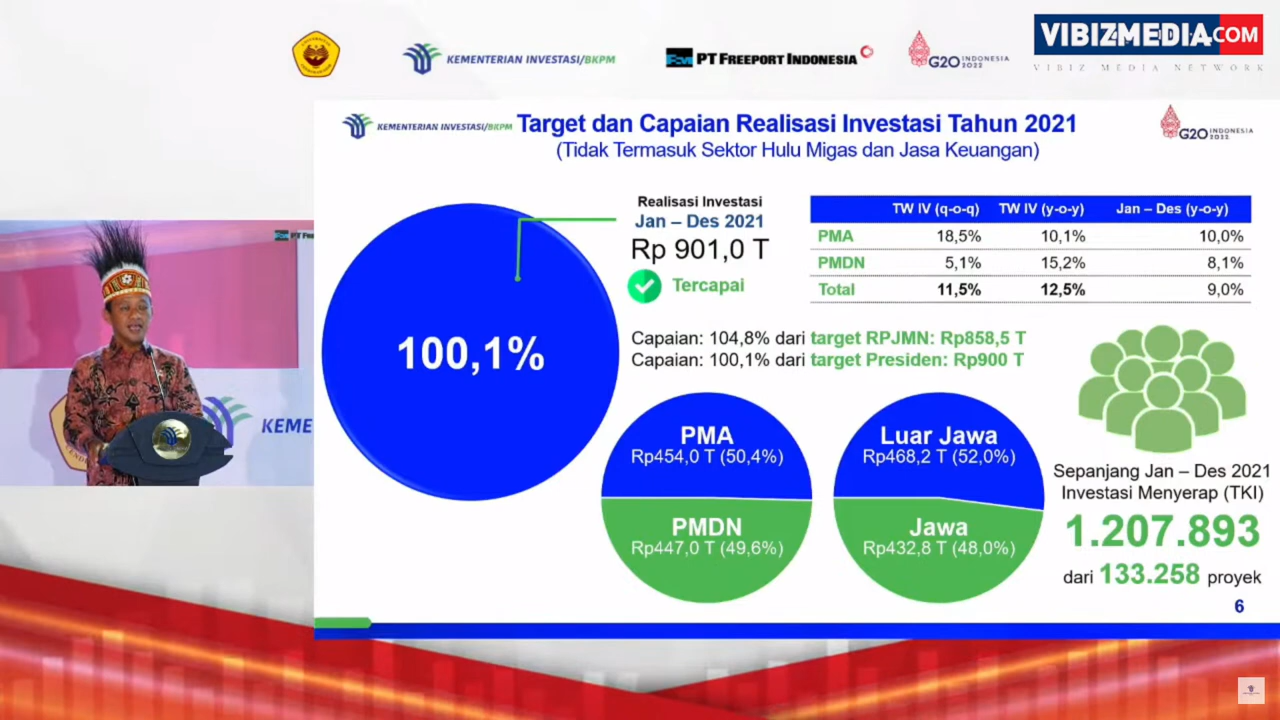 KEMENTERIAN INVESTASI/BKPM
PT FREEPORT INDONESIA
G20 INDONESIA
2022
VIBIZMEDIA.COM
VIBIZ MEDIA NETWORK
KEMENTERIAN INVESTASI/BKPM
Target dan Capaian Realisasi Investasi Tahun 2021
(Tidak Termasuk Sektor Hulu Migas dan Jasa Keuangan)
G20 INDONESIA
2022
100,1%
Realisasi Investasi
Jan – Des 2021
Rp 901,0 T
Tercapai
TW IV (q-o-q) TW IV (y-o-y) Jan – Des (y-o-y)
PMA 18,5% 10,1% 10,0%
PMDN 5,1% 15,2% 8,1%
Total 11,5% 12,5% 9,0%
Capaian: 104,8% dari target RPJMN: Rp858,5 T
Capaian: 100,1% dari target Presiden: Rp900 T
PMA
Rp454,0 T (50,4%)
PMDN
Rp447,0 T (49,6%)
Luar Jawa
Rp468,2 T (52,0%)
Jawa
Rp432,8 T (48,0%)
Sepanjang Jan – Des 2021
Investasi Menyerap (TKI)
1.207.893
dari 133.258 proyek
6
KEME